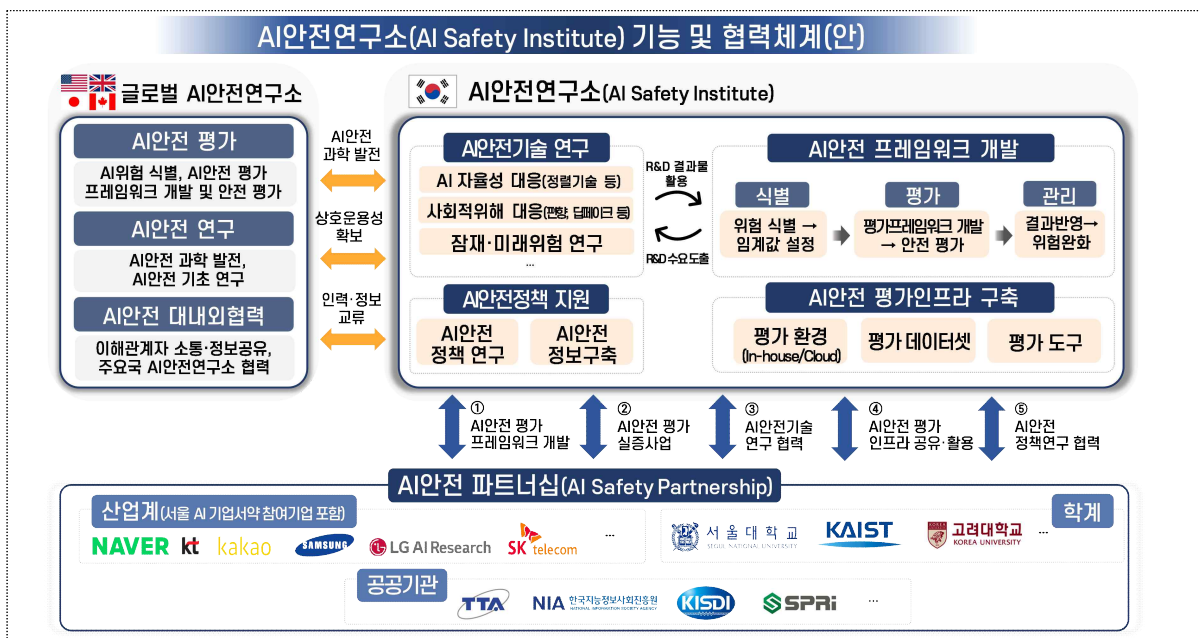 AI안전연구소(AI Safety Institute) 기능 및 협력체계(안)
글로벌 AI안전연구소
AI안전 평가
AI위험 식별, AI안전 평가
프레임워크 개발 및 안전 평가
AI안전 연구
AI안전 과학 발전,
AI안전 기초 연구
AI안전 대내외협력
이해관계자 소통·정보공유,
주요국 AI안전연구소 협력
AI안전
과학 발전
상호운용성
확보
인력·정보
교류
AI안전연구소(AI Safety Institute)
AI안전기술 연구
AI 자율성 대응(정렬기술 등)
사회적위해 대응(편향, 딥페이크 등)
잠재·미래위험 연구
...
R&D 결과물
활용
R&D 수요도출
AI안전 프레임워크 개발
식별
위험 식별 →
임계값 설정
평가
평가프레임워크 개발
→ 안전 평가
관리
결과반영→
위험완화
AI안전정책 지원
AI안전
정책 연구
AI안전
정보구축
AI안전 평가인프라 구축
평가 환경
(In-house/Cloud)
평가 데이터셋
평가 도구
①
AI안전 평가
프레임워크 개발
②
AI안전 평가
실증사업
③
AI안전기술
연구 협력
④
AI안전 평가
인프라 공유·활용
⑤
AI안전
정책연구 협력
AI안전 파트너십(AI Safety Partnership)
산업계(서울 AI 기업서약 참여기업 포함)
NAVER kt kakao SAMSUNG LG AI Research SK telecom ...
학계
서울대학교
SEOUL NATIONAL UNIVERSITY
KAIST
고려대학교
KOREA UNIVERSITY
...
공공기관
TTA
NIA 한국지능정보사회진흥원
NATIONAL INFORMATION SOCIETY AGENCY
KISDI
SPRi
...